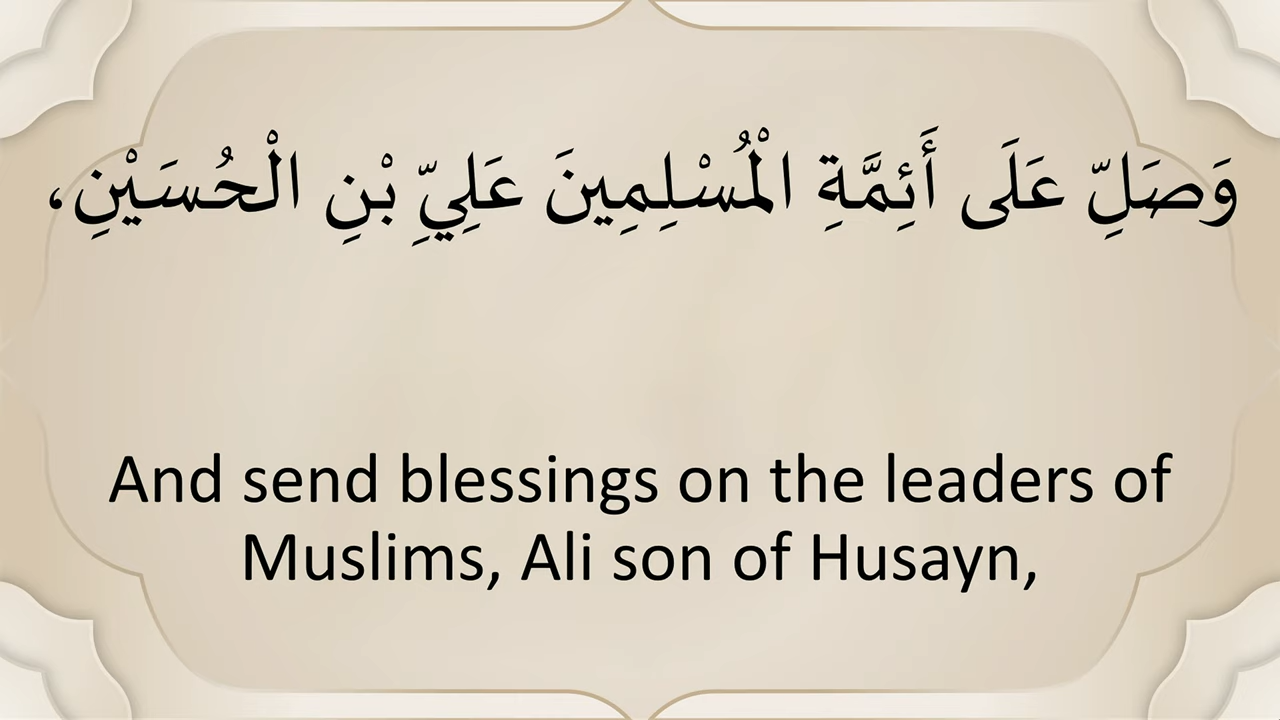 وَصَلِّ عَلَى أَئِمَّةِ الْمُسْلِمِينَ عَلِيِّ بْنِ الْحُسَيْنِ،
And send blessings on the leaders of
Muslims, Ali son of Husayn,